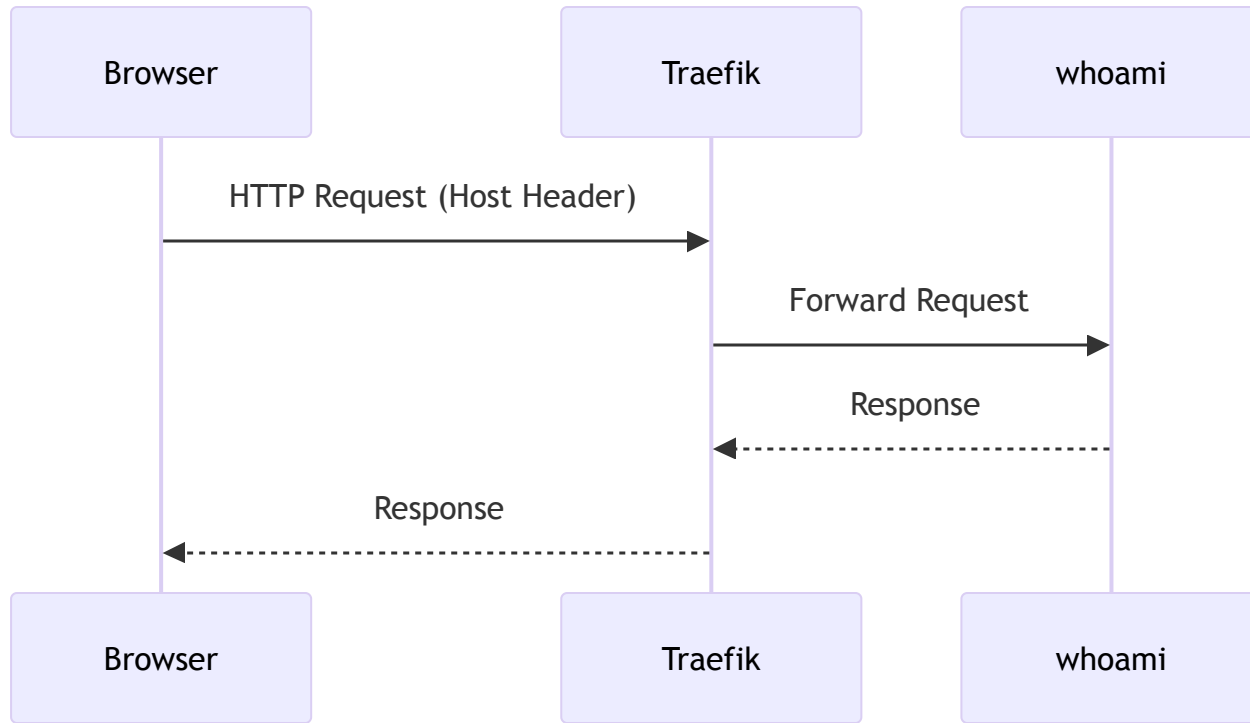 Browser
Traefik
whoami
HTTP Request (Host Header)
Forward Request
Response
Response
Browser
Traefik
whoami